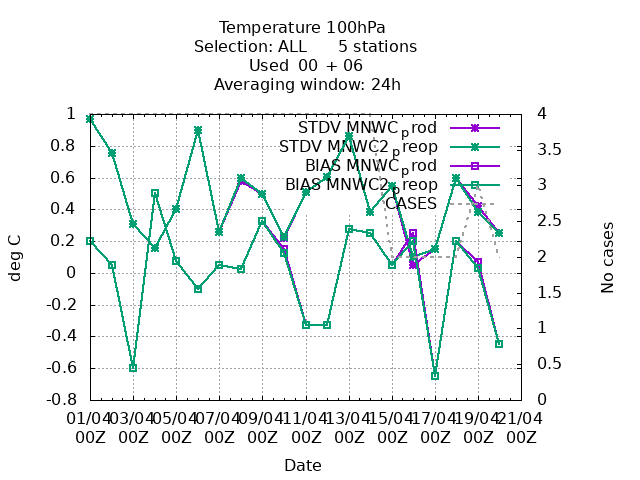 Temperature 100hPa
Selection: ALL 5 stations
Used 00 + 06
Averaging window: 24h
STDV MNWC_prod
STDV MNWC2_preop
BIAS MNWC_prod
BIAS MNWC2_preop
CASES
deg C
1
0.8
0.6
0.4
0.2
0
-0.2
-0.4
-0.6
-0.8
No cases
4
3.5
3
2.5
2
1.5
1
0.5
0
01/04 03/04 05/04 07/04 09/04 11/04 13/04 15/04 17/04 19/04 21/04
00Z 00Z 00Z 00Z 00Z 00Z 00Z 00Z 00Z 00Z 00Z
Date